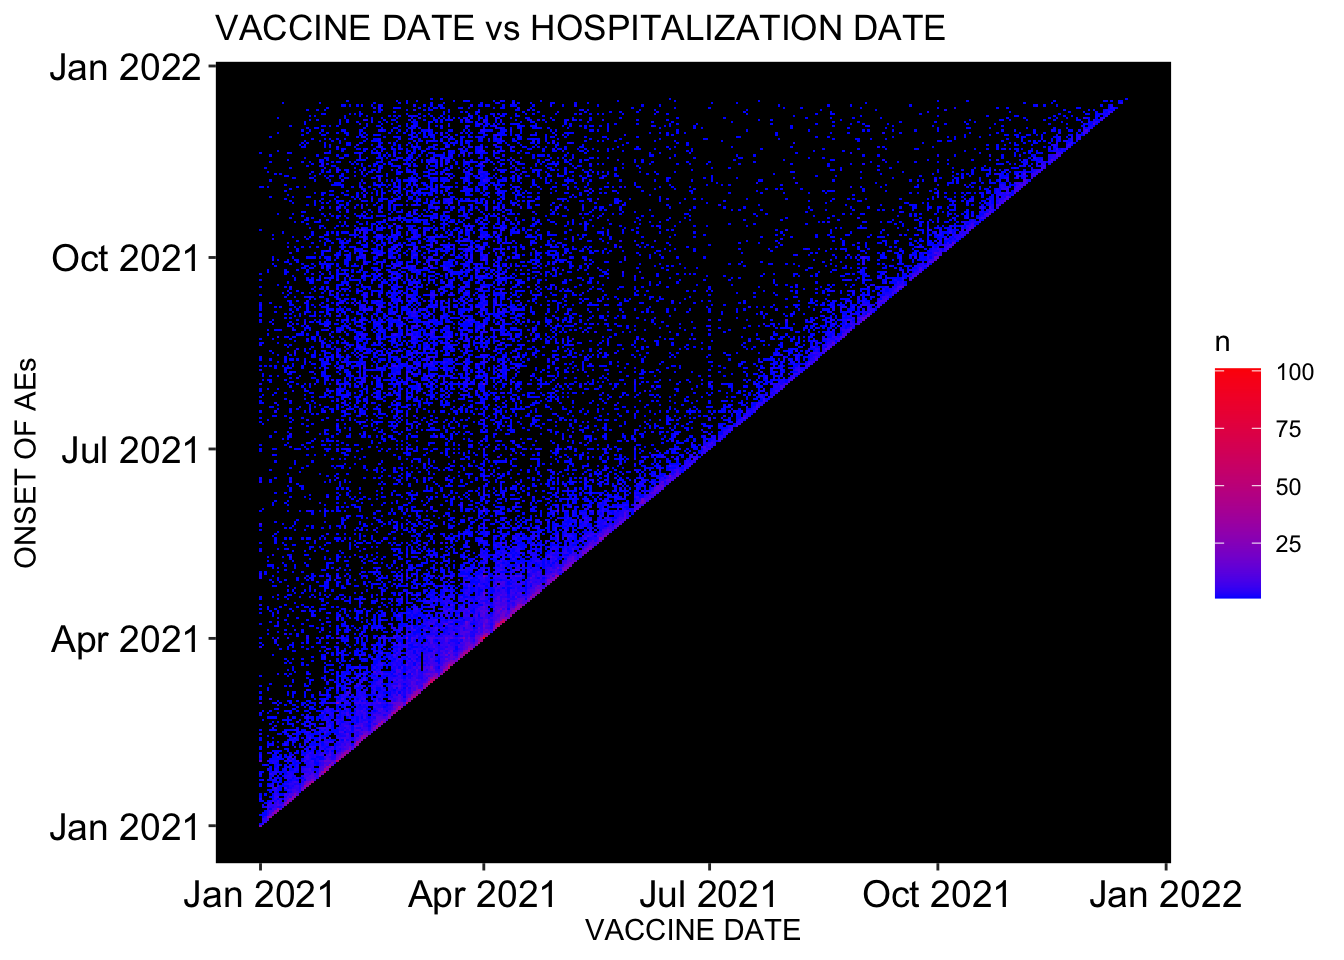 VACCINE DATE vs HOSPITALIZATION DATE
Jan 2022
Oct 2021
Jul 2021
Apr 2021
Jan 2021
ONSET OF AEs
Jan 2021
Apr 2021
Jul 2021
Oct 2021
Jan 2022
VACCINE DATE
n
100
75
50
25